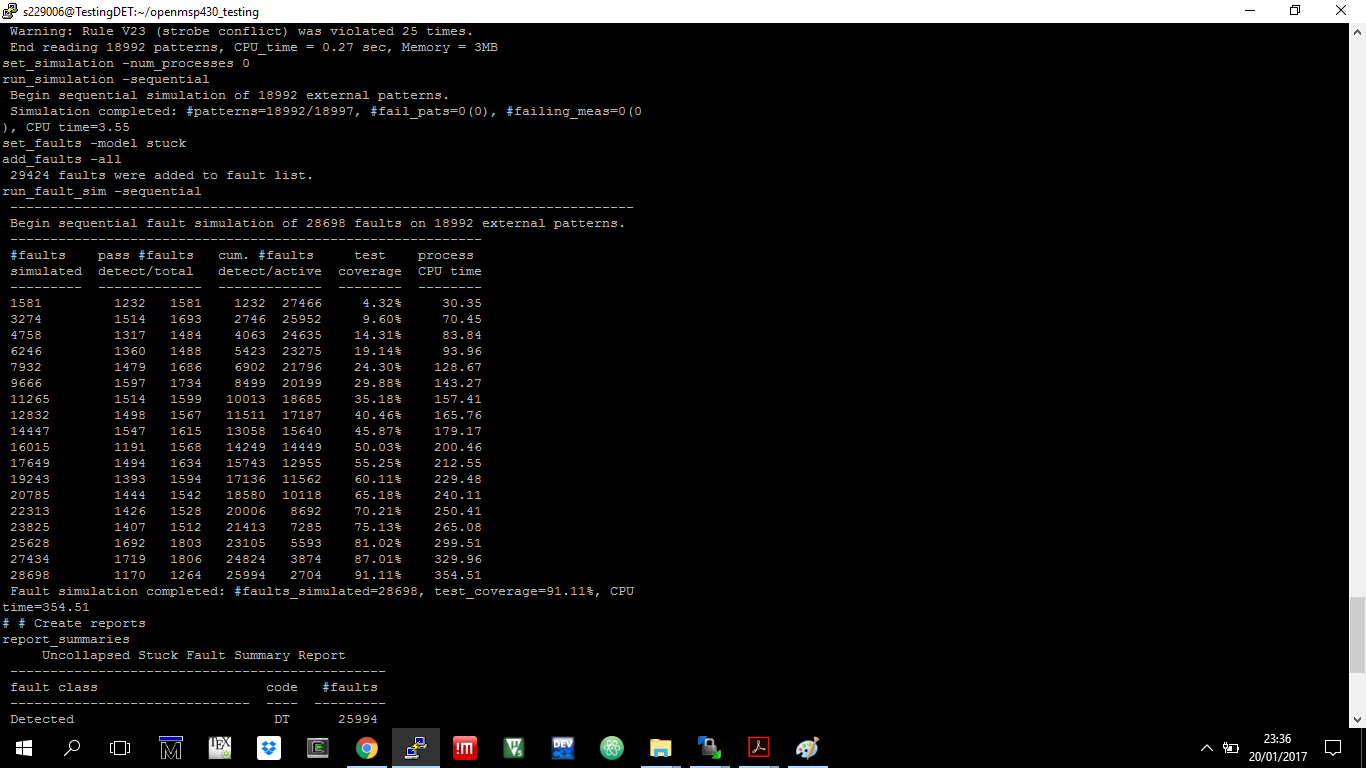 s229006@TestingDET:~/openmsp430_testing
Warning: Rule V23 (strobe conflict) was violated 25 times.
End reading 18992 patterns, CPU_time = 0.27 sec, Memory = 3MB
set_simulation -num_processes 0
run_simulation -sequential
Begin sequential simulation of 18992 external patterns.
Simulation completed: #patterns=18992/18997, #fail_pats=0(0), #failing_meas=0(0
), CPU time=3.55
set_faults -model stuck
add_faults -all
29424 faults were added to fault list.
run_fault_sim -sequential
------------------------------------------------------------------------------
Begin sequential fault simulation of 28698 faults on 18992 external patterns.
-----------------------------------------------------------
#faults    pass #faults   cum. #faults     test    process
simulated  detect/total   detect/active  coverage  CPU time
---------  -------------  -------------  --------  --------
1581         1232   1581    1232  27466     4.32%     30.35
3274         1514   1693    2746  25952     9.60%     70.45
4758         1317   1484    4063  24635    14.31%     83.84
6246         1360   1488    5423  23275    19.14%     93.96
7932         1479   1686    6902  21796    24.30%    128.67
9666         1597   1734    8499  20199    29.88%    143.27
11265        1514   1599   10013  18685    35.18%    157.41
12832        1498   1567   11511  17187    40.46%    165.76
14447        1547   1615   13058  15640    45.87%    179.17
16015        1191   1568   14249  14449    50.03%    200.46
17649        1494   1634   15743  12955    55.25%    212.55
19243        1393   1594   17136  11562    60.11%    229.48
20785        1444   1542   18580  10118    65.18%    240.11
22313        1426   1528   20006   8692    70.21%    250.41
23825        1407   1512   21413   7285    75.13%    265.08
25628        1692   1803   23105   5593    81.02%    299.51
27434        1719   1806   24824   3874    87.01%    329.96
28698        1170   1264   25994   2704    91.11%    354.51
Fault simulation completed: #faults_simulated=28698, test_coverage=91.11%, CPU
time=354.51
# # Create reports
report_summaries
Uncollapsed Stuck Fault Summary Report
-----------------------------------------------
fault class                     code   #faults
------------------------------  ----  ---------
Detected                         DT      25994
M
TEX
E
!M
V5
DEV
23:36
20/01/2017